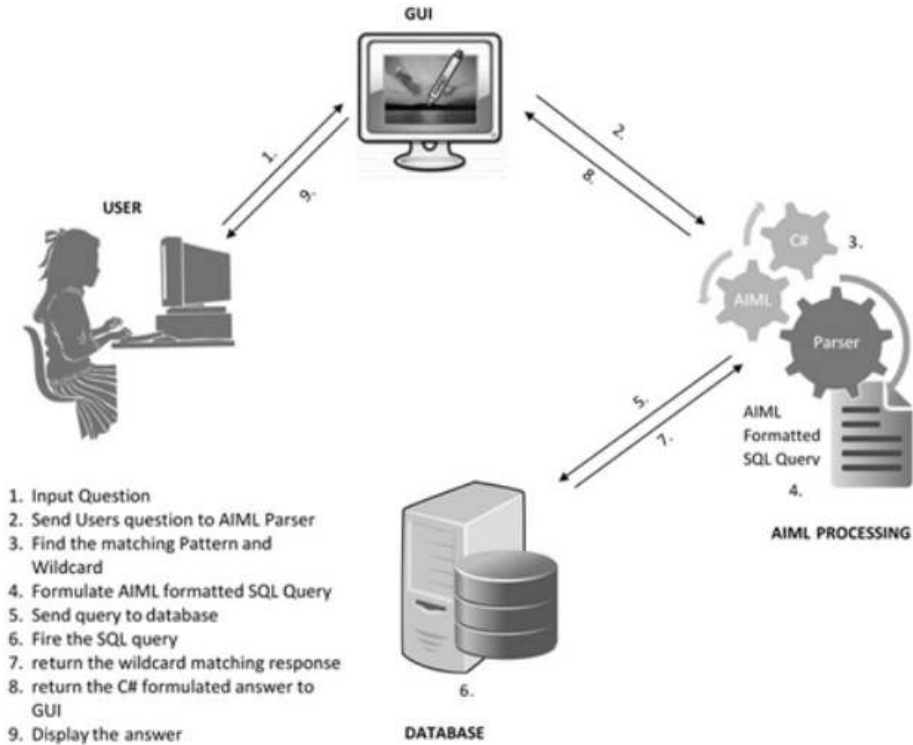 GUI
1.
9.
2.
8.
USER
C#
3.
AIML
Parser
5.
7.
AIML
Formatted
SQL Query
4.
AIML PROCESSING
1. Input Question
2. Send Users question to AIML Parser
3. Find the matching Pattern and
Wildcard
4. Formulate AIML formatted SQL Query
5. Send query to database
6. Fire the SQL query
7. return the wildcard matching response
8. return the C# formulated answer to
GUI
9. Display the answer
6.
DATABASE